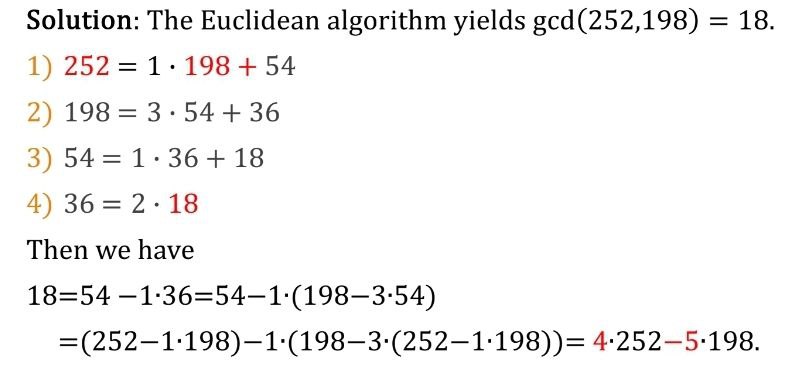 Solution: The Euclidean algorithm yields gcd(252,198) = 18.
1) 252 = 1 · 198 + 54
2) 198 = 3 · 54 + 36
3) 54 = 1 · 36 + 18
4) 36 = 2 · 18
Then we have
18=54 −1·36=54−1·(198−3·54)
=(252−1·198)−1·(198−3·(252−1·198))= 4·252−5·198.